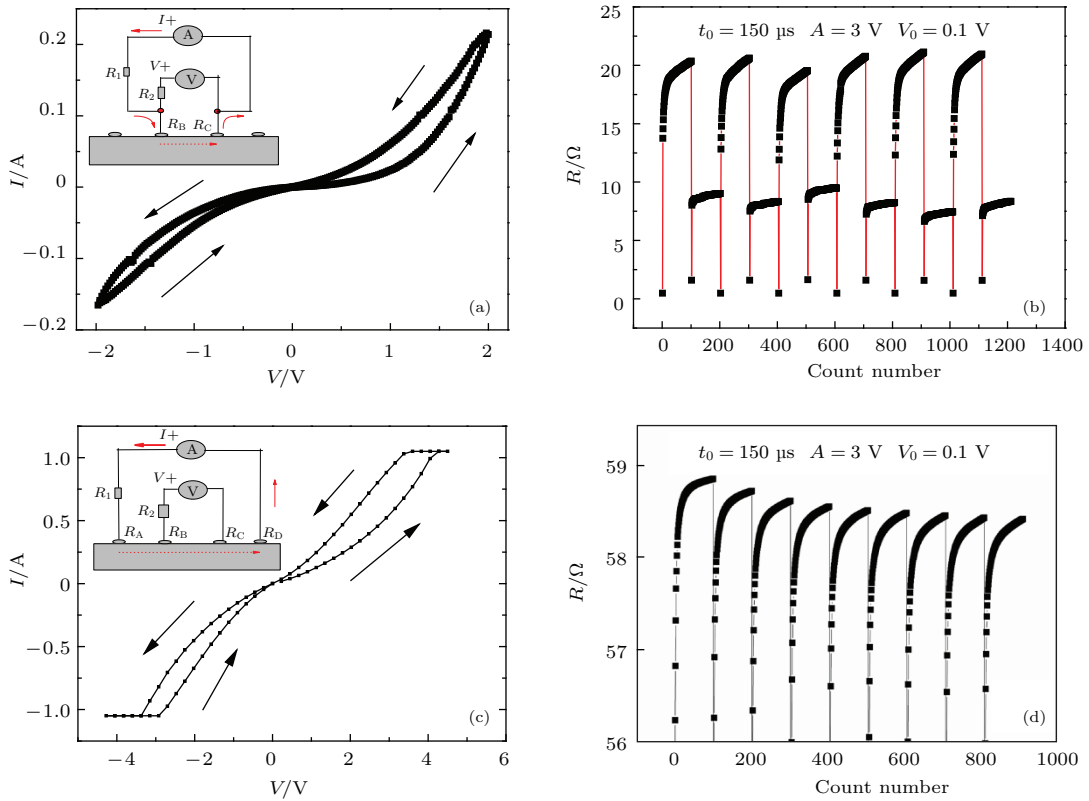 0.2
0.1
0
−0.1
−0.2
I/A
−2
−1
0
1
2
V/V
I+
A
R1
V+
V
R2
RB
RC
(a)
t0 = 150 µs A = 3 V V0 = 0.1 V
25
20
15
10
5
0
R/Ω
0
200
400
600
800
1000
1200
1400
Count number
(b)
1.0
0.5
0
−0.5
−1.0
I/A
−4
−2
0
2
4
6
V/V
I+
A
R1
V+
V
R2
RA
RB
RC
RD
(c)
t0 = 150 µs A = 3 V V0 = 0.1 V
59
58
57
56
R/Ω
0
200
400
600
800
1000
Count number
(d)